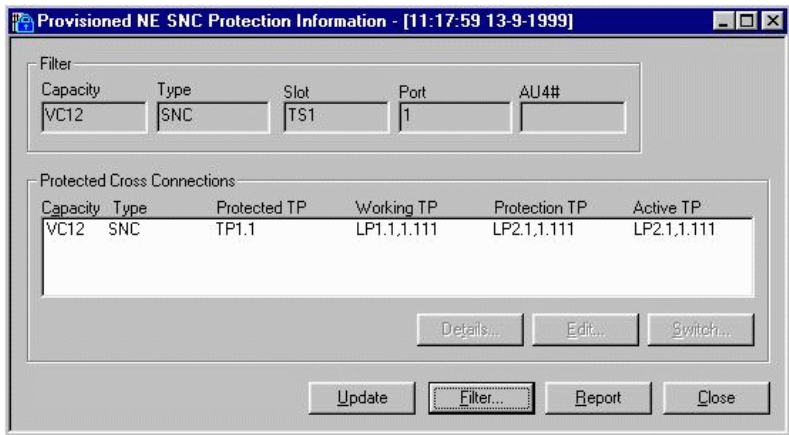 Provisioned NE SNC Protection Information - [11:17:59 13-9-1999]
Filter
Capacity Type Slot Port AU4#
VC12 SNC TS1 1
Protected Cross Connections
Capacity Type Protected TP Working TP Protection TP Active TP
VC12 SNC TP1.1 LP1.1,1.111 LP2.1,1.111 LP2.1,1.111
Details... Edit... Switch...
Update Filter... Report Close